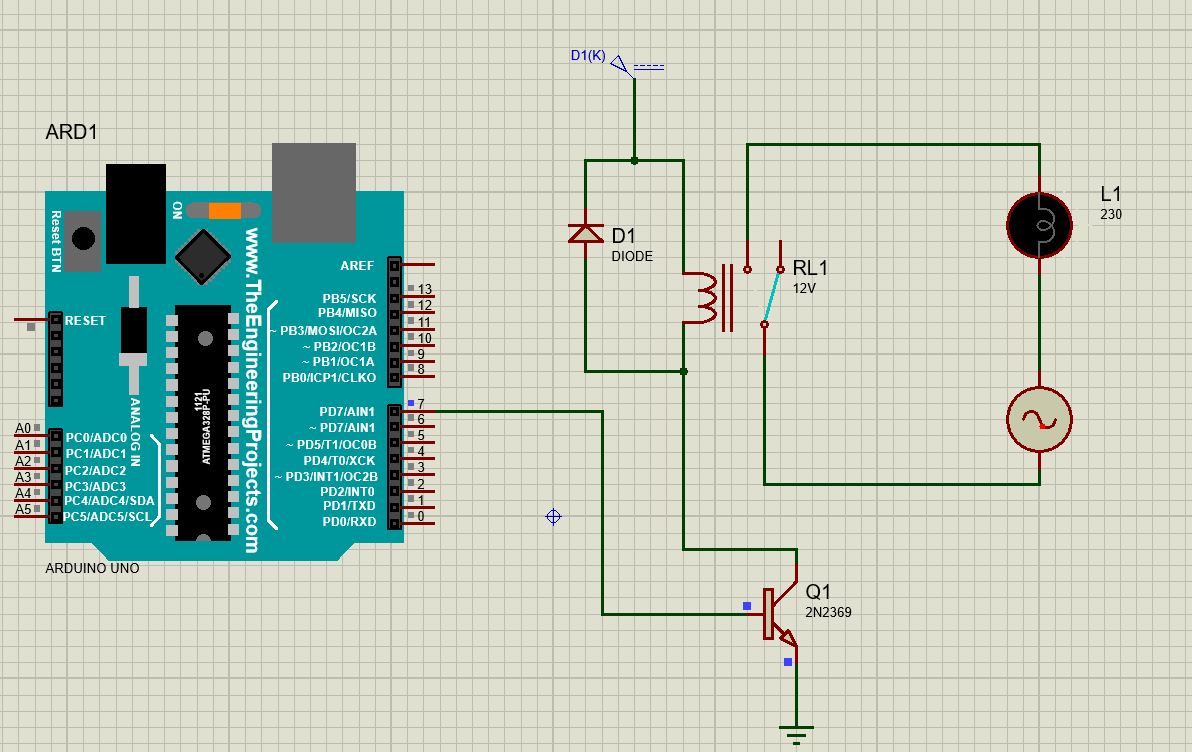 D1(K)
ARD1
Reset BTN
ON
www.TheEngineeringProjects.com
AREF
PB5/SCK
13
PB4/MISO
12
~ PB3/MOSI/OC2A
11
~ PB2/OC1B
10
~ PB1/OC1A
9
PB0/ICP1/CLKO
8
RESET
1121
ATMEGA328P-PU
ANALOG IN
PD7/AIN1
7
~ PD7/AIN1
6
~ PD5/T1/OC0B
5
PD4/T0/XCK
4
~ PD3/INT1/OC2B
3
PD2/INT0
2
PD1/TXD
1
PD0/RXD
0
A0
PC0/ADC0
A1
PC1/ADC1
A2
PC2/ADC2
A3
PC3/ADC3
A4
PC4/ADC4/SDA
A5
PC5/ADC5/SCL
ARDUINO UNO
D1
DIODE
RL1
12V
L1
230
Q1
2N2369